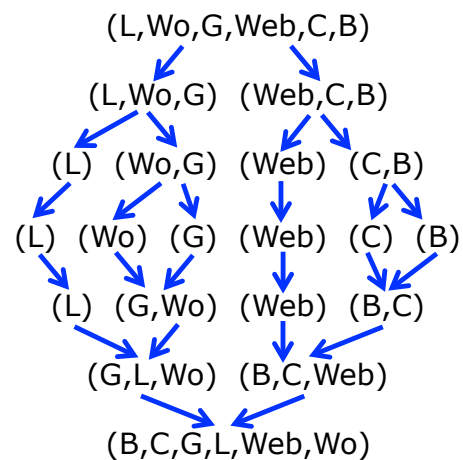 (L,Wo,G,Web,C,B)
(L,Wo,G) (Web,C,B)
(L) (Wo,G) (Web) (C,B)
(L) (Wo) (G) (Web) (C) (B)
(L) (G,Wo) (Web) (B,C)
(G,L,Wo) (B,C,Web)
(B,C,G,L,Web,Wo)